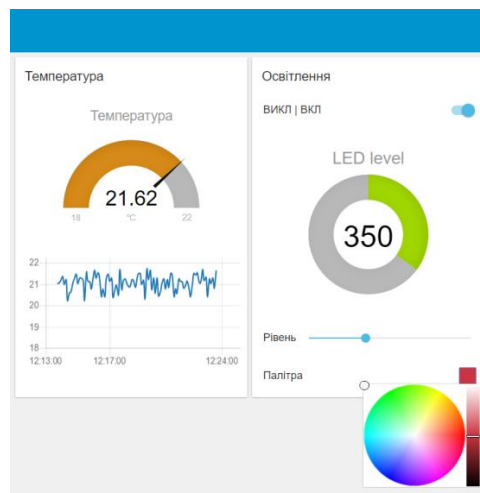 Температура
Температура
21.62
18
°C
22
22
21
20
19
18
12:13:00
12:17:00
12:24:00
Освітлення
ВИКЛ | ВКЛ
LED level
350
Рівень
Палітра